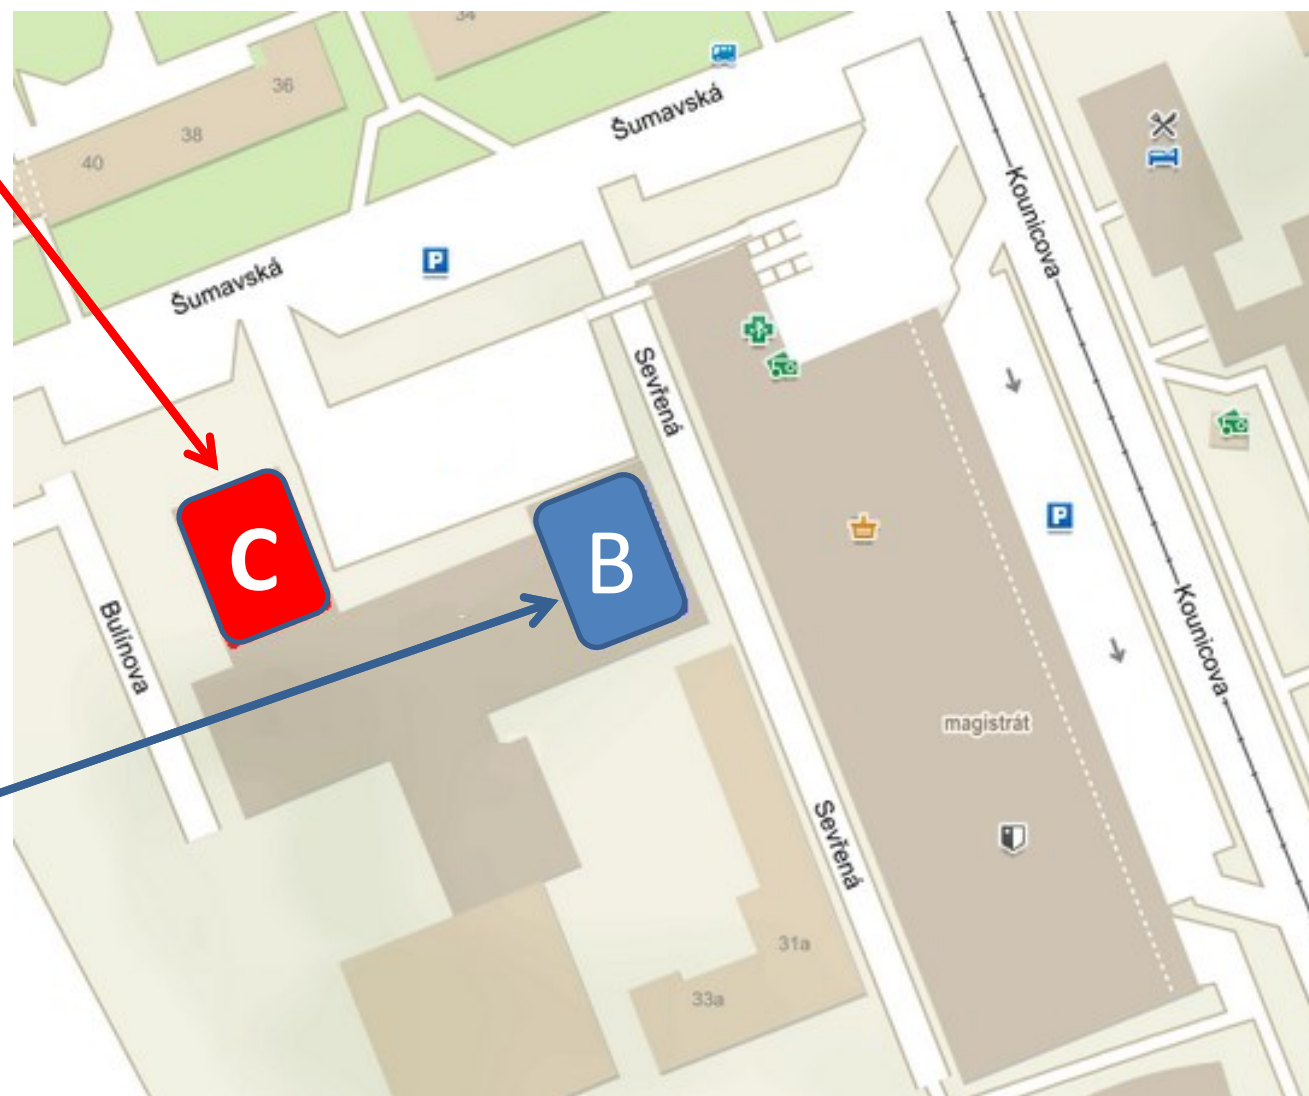 34
36
38
40
Šumavská
Šumavská
P
Kounicova
Sevřená
C
B
P
Bulínova
Kounicova
magistrát
Sevřená
31a
33a